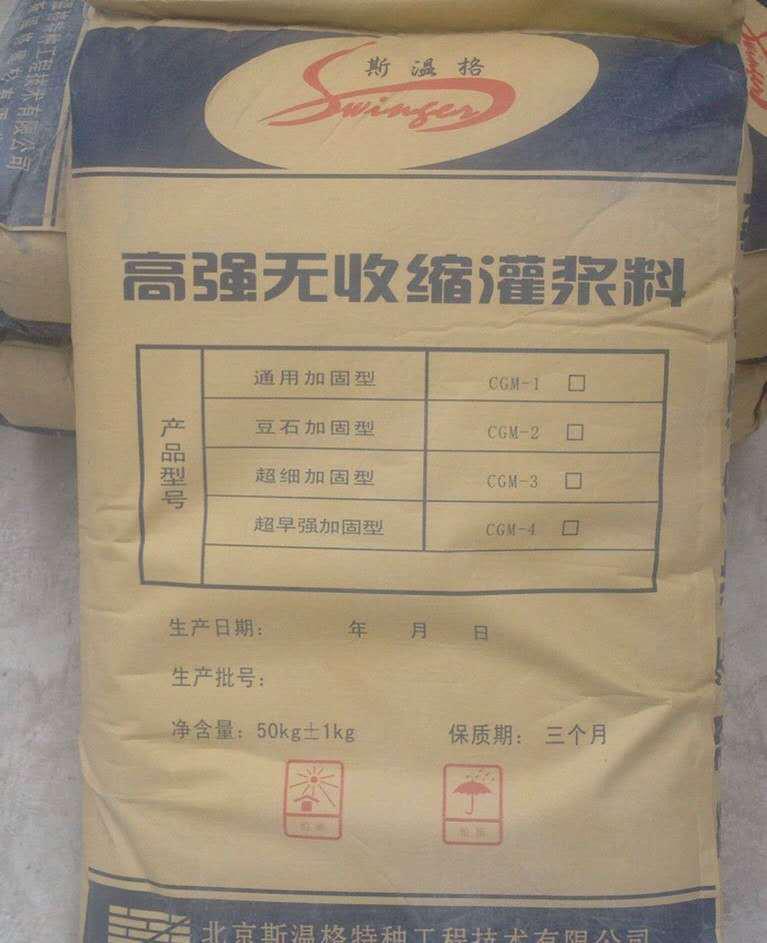 斯温格
Swinger
高强无收缩灌浆料
产品型号
通用加固型 CGM-1 □
豆石加固型 CGM-2 □
超细加固型 CGM-3 □
超早强加固型 CGM-4 □
生产日期： 年 月 日
生产批号：
净含量：50kg±1kg 保质期：三个月
北京斯温格特种工程技术有限公司